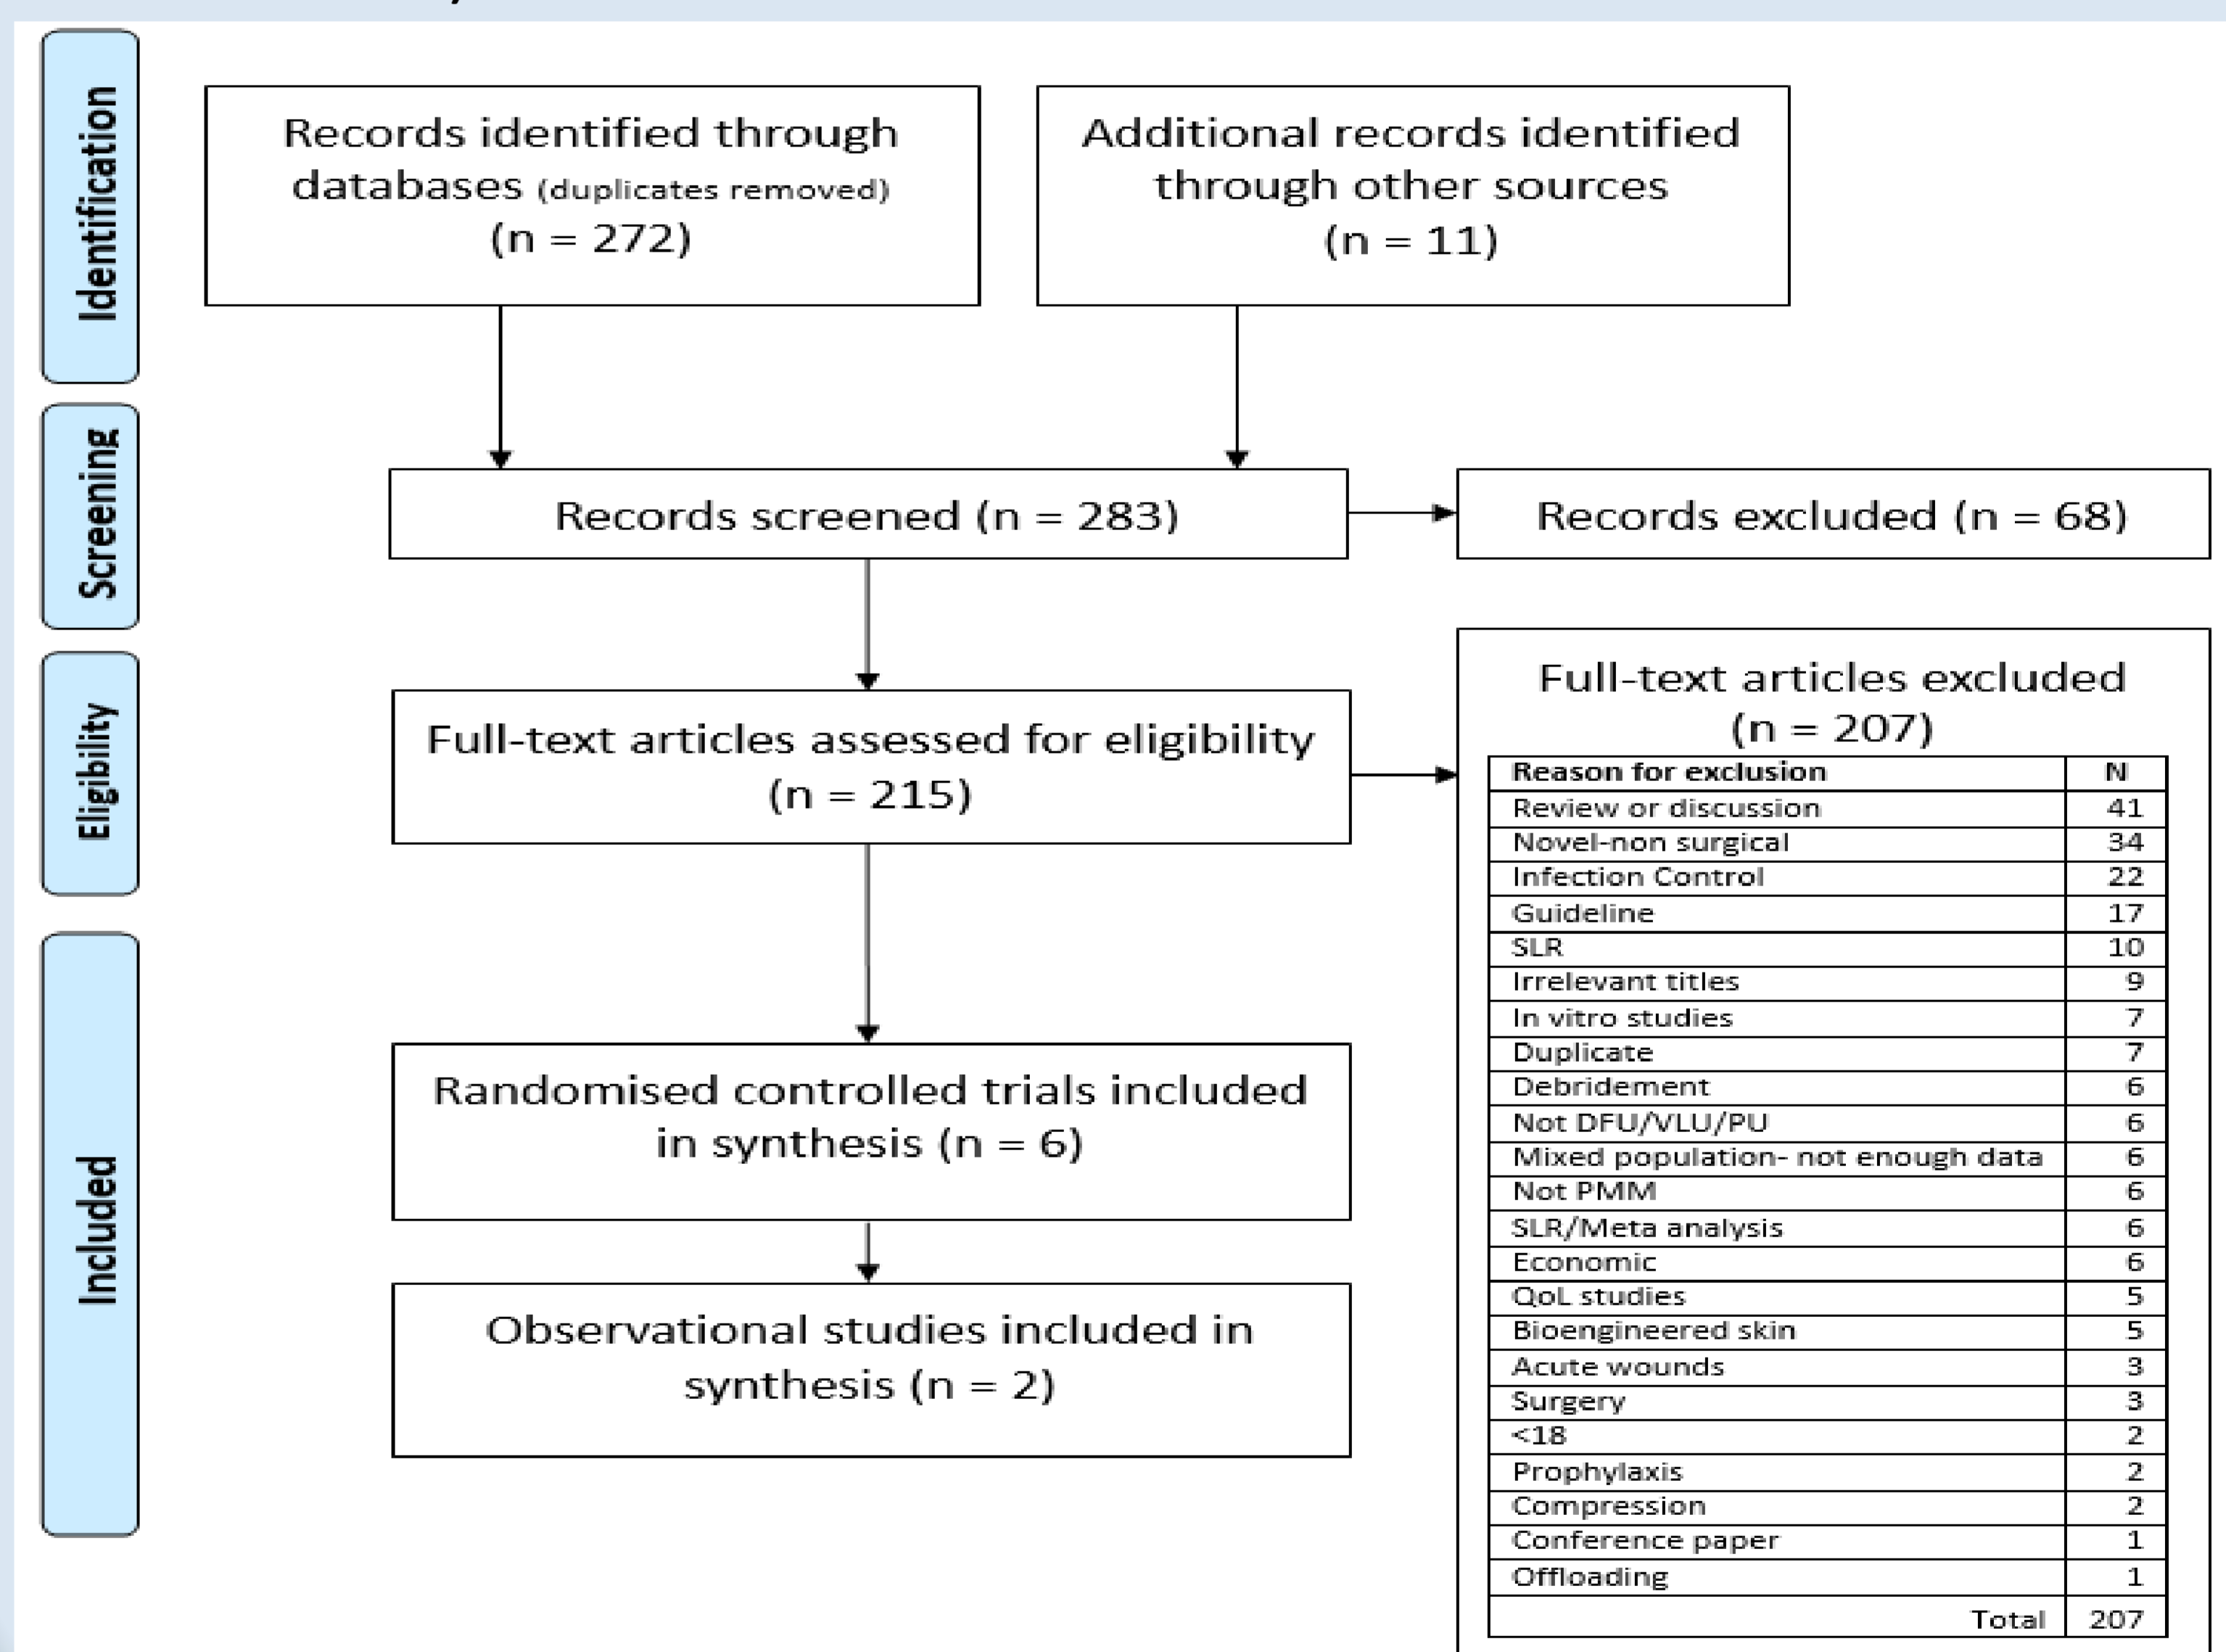 Identification
Records identified through
databases (duplicates removed)
(n = 272)
Additional records identified
through other sources
(n = 11)
Screening
Records screened (n = 283)
Records excluded (n = 68)
Eligibility
Full-text articles assessed for eligibility
(n = 215)
Full-text articles excluded
(n = 207)
Reason for exclusion N
Review or discussion 41
Novel-non surgical 34
Infection Control 22
Guideline 17
SLR 10
Irrelevant titles 9
In vitro studies 7
Duplicate 7
Debridement 6
Not DFU/VLU/PU 6
Mixed population- not enough data 6
Not PMM 6
SLR/Meta analysis 6
Economic 6
QoL studies 5
Bioengineered skin 5
Acute wounds 3
Surgery 3
<18 2
Prophylaxis 2
Compression 2
Conference paper 1
Offloading 1
Total 207
Included
Randomised controlled trials included
in synthesis (n = 6)
Observational studies included in
synthesis (n = 2)